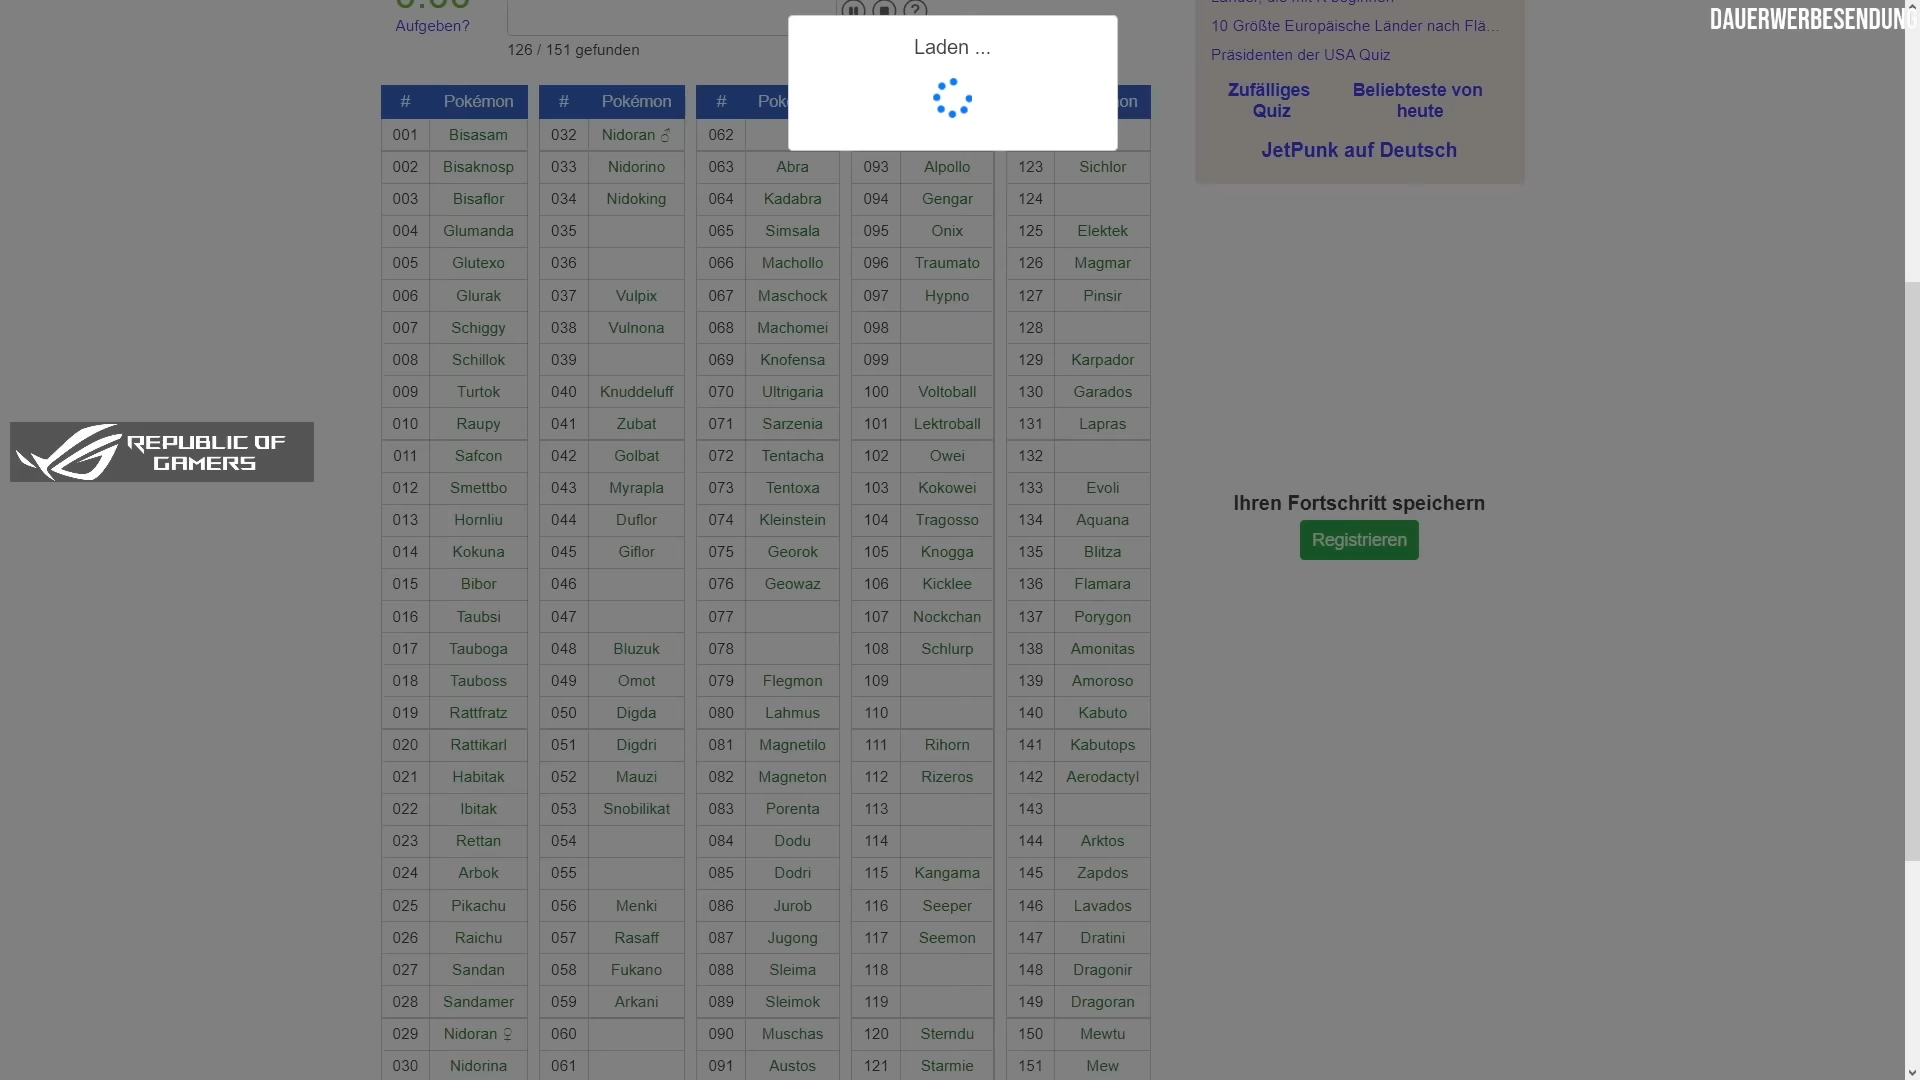 Aufgeben?
126 / 151 gefunden
Laden ...
10 Größte Europäische Länder nach Flä...
Präsidenten der USA Quiz
Zufälliges Quiz
Beliebteste von heute
JetPunk auf Deutsch
DAUERWERBESENDUNG
REPUBLIC OF
GAMERS
Ihren Fortschritt speichern
Registrieren
# Pokémon # Pokémon #
001 Bisasam 032 Nidoran ♂ 062
002 Bisaknosp 033 Nidorino 063 Abra 093 Alpollo 123 Sichlor
003 Bisaflor 034 Nidoking 064 Kadabra 094 Gengar 124
004 Glumanda 035 065 Simsala 095 Onix 125 Elektek
005 Glutexo 036 066 Machollo 096 Traumato 126 Magmar
006 Glurak 037 Vulpix 067 Maschock 097 Hypno 127 Pinsir
007 Schiggy 038 Vulnona 068 Machomei 098 128
008 Schillok 039 069 Knofensa 099 129 Karpador
009 Turtok 040 Knuddeluff 070 Ultrigaria 100 Voltoball 130 Garados
010 Raupy 041 Zubat 071 Sarzenia 101 Lektroball 131 Lapras
011 Safcon 042 Golbat 072 Tentacha 102 Owei 132
012 Smettbo 043 Myrapla 073 Tentoxa 103 Kokowei 133 Evoli
013 Hornliu 044 Duflor 074 Kleinstein 104 Tragosso 134 Aquana
014 Kokuna 045 Giflor 075 Georok 105 Knogga 135 Blitza
015 Bibor 046 076 Geowaz 106 Kicklee 136 Flamara
016 Taubsi 047 077 107 Nockchan 137 Porygon
017 Tauboga 048 Bluzuk 078 108 Schlurp 138 Amonitas
018 Tauboss 049 Omot 079 Flegmon 109 139 Amoroso
019 Rattfratz 050 Digda 080 Lahmus 110 140 Kabuto
020 Rattikarl 051 Digdri 081 Magnetilo 111 Rihorn 141 Kabutops
021 Habitak 052 Mauzi 082 Magneton 112 Rizeros 142 Aerodactyl
022 Ibitak 053 Snobilikat 083 Porenta 113 143
023 Rettan 054 084 Dodu 114 144 Arktos
024 Arbok 055 085 Dodri 115 Kangama 145 Zapdos
025 Pikachu 056 Menki 086 Jurob 116 Seeper 146 Lavados
026 Raichu 057 Rasaff 087 Jugong 117 Seemon 147 Dratini
027 Sandan 058 Fukano 088 Sleima 118 148 Dragonir
028 Sandamer 059 Arkani 089 Sleimok 119 149 Dragoran
029 Nidoran ♀ 060 090 Muschas 120 Sterndu 150 Mewtu
030 Nidorina 061 091 Austos 121 Starmie 151 Mew